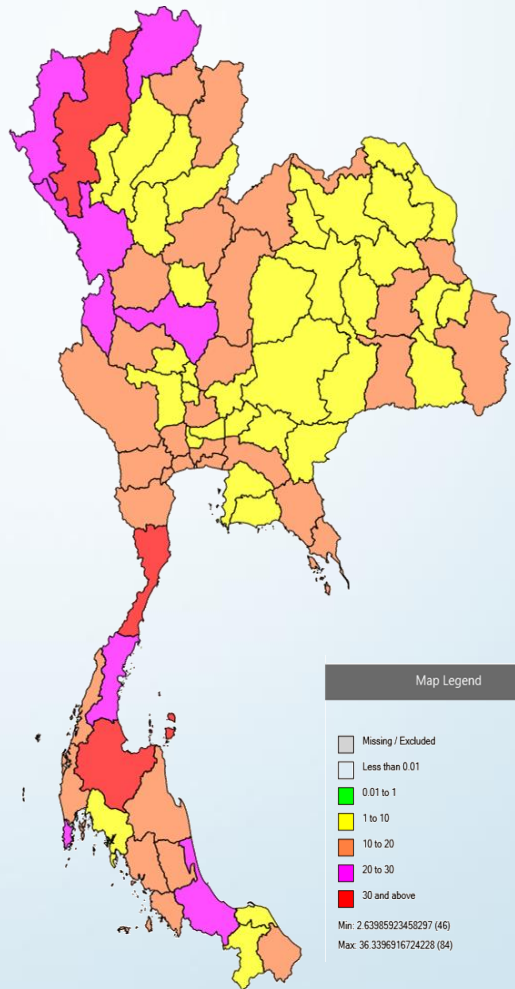 Map Legend
Missing / Excluded
Less than 0.01
0.01 to 1
1 to 10
10 to 20
20 to 30
30 and above
Min: 2.63985923458297 (46)
Max: 36.3396916724228 (84)